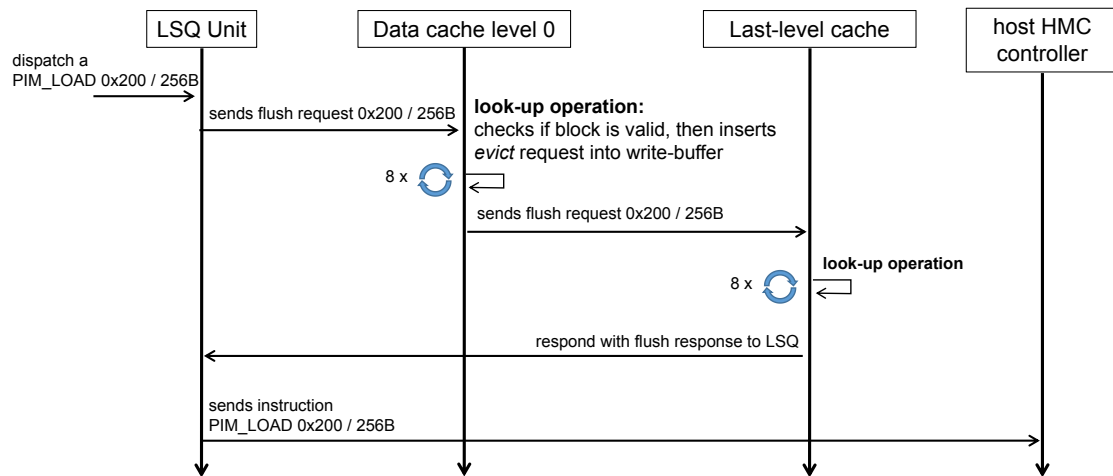 LSQ Unit
Data cache level 0
Last-level cache
host HMC
controller
dispatch a
PIM_LOAD 0x200 / 256B
sends flush request 0x200 / 256B
look-up operation:
checks if block is valid, then inserts
evict request into write-buffer
8 x
sends flush request 0x200 / 256B
look-up operation
8 x
respond with flush response to LSQ
sends instruction
PIM_LOAD 0x200 / 256B